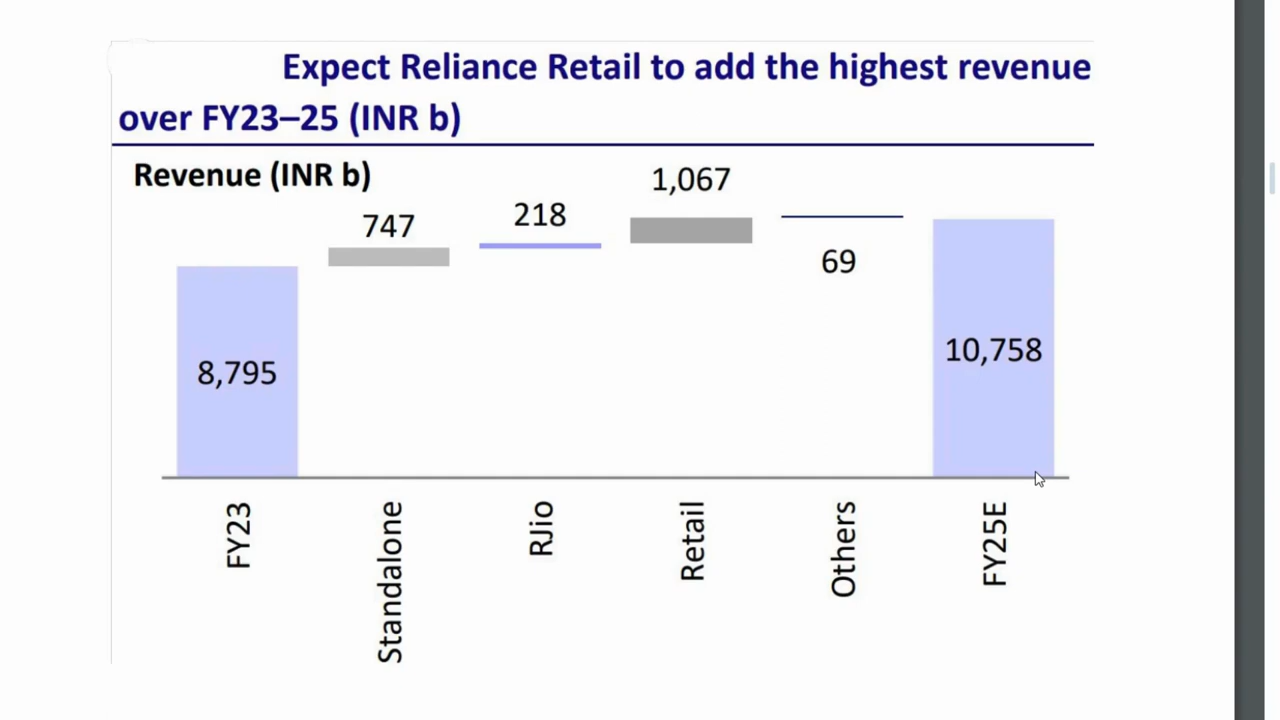 Expect Reliance Retail to add the highest revenue
over FY23–25 (INR b)
Revenue (INR b)
1,067
747
218
69
8,795
10,758
FY23
Standalone
RJio
Retail
Others
FY25E